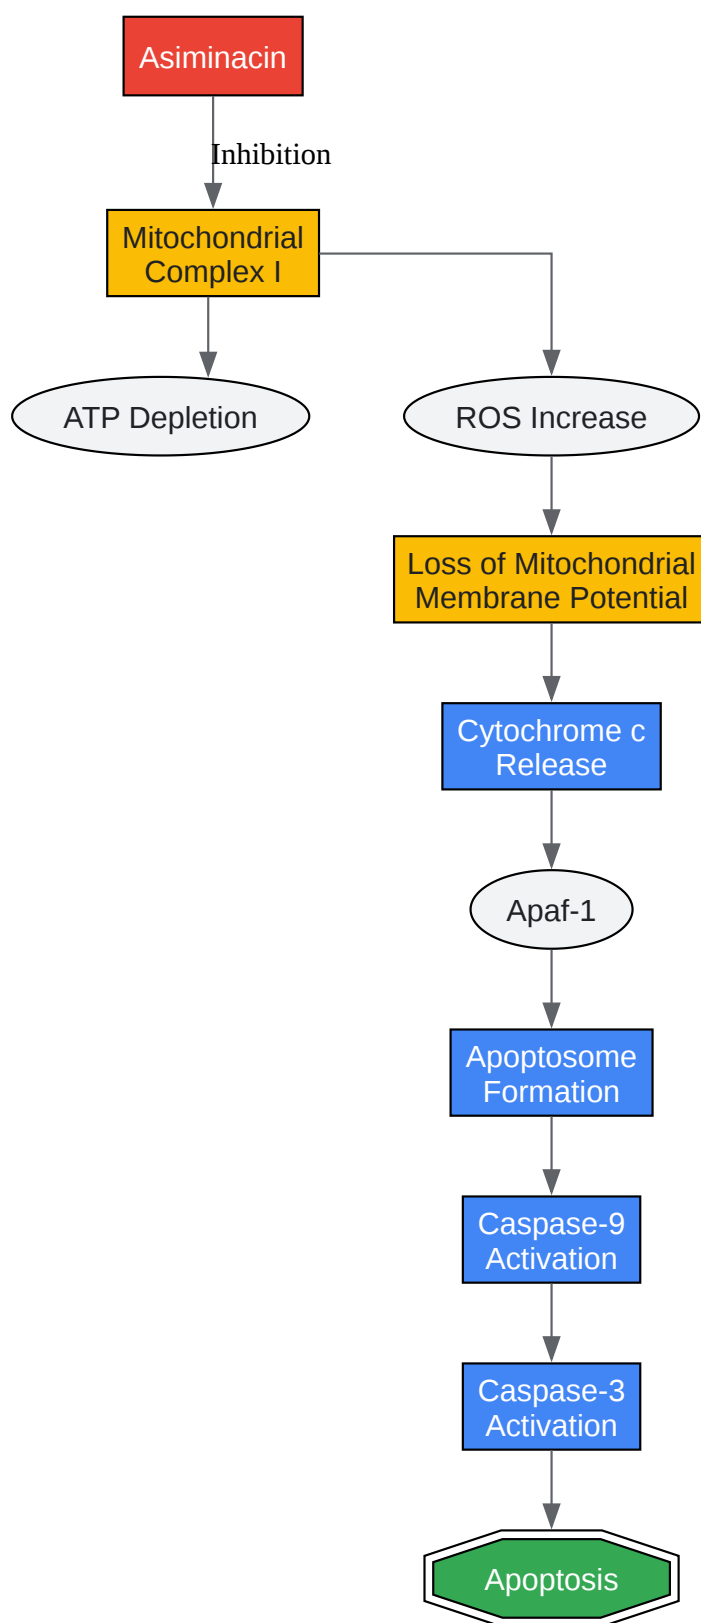 Asiminacin
Inhibition
Mitochondrial
Complex I
ATP Depletion
ROS Increase
Loss of Mitochondrial
Membrane Potential
Cytochrome c
Release
Apaf-1
Apoptosome
Formation
Caspase-9
Activation
Caspase-3
Activation
Apoptosis